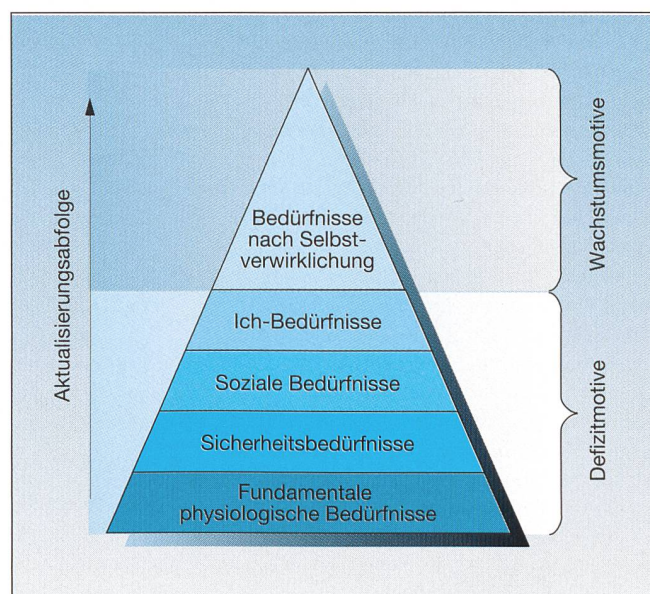 Bedürfnisse
nach Selbst-
verwirklichung
Ich-Bedürfnisse
Soziale Bedürfnisse
Sicherheitsbedürfnisse
Fundamentale
physiologische Bedürfnisse
Aktualisierungsabfolge
Wachstumsmotive
Defizitmotive